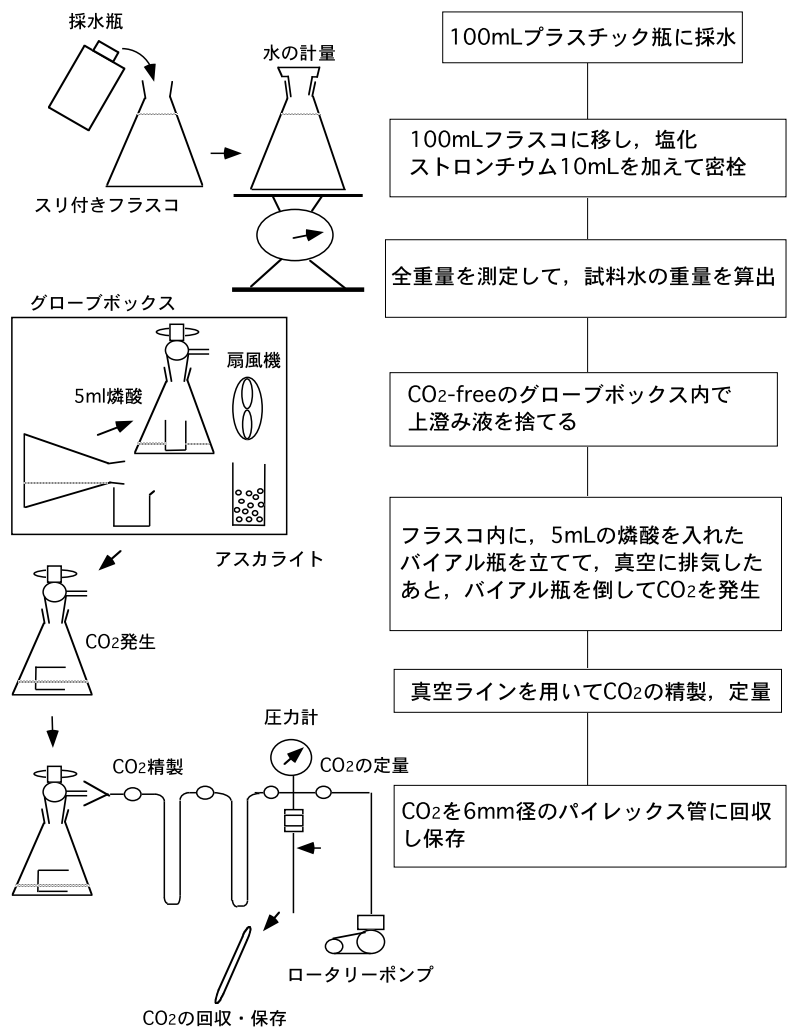 採水瓶
水の計量
スリ付きフラスコ
グローブボックス
扇風機
5ml燐酸
アスカライト
CO2発生
圧力計
CO2精製
CO2の定量
ロータリーポンプ
CO2の回収・保存
100mLプラスチック瓶に採水
100mLフラスコに移し，塩化
ストロンチウム10mLを加えて密栓
全重量を測定して，試料水の重量を算出
CO2-freeのグローブボックス内で
上澄み液を捨てる
フラスコ内に，5mLの燐酸を入れた
バイアル瓶を立てて，真空に排気した
あと，バイアル瓶を倒してCO2を発生
真空ラインを用いてCO2の精製，定量
CO2を6mm径のパイレックス管に回収
し保存